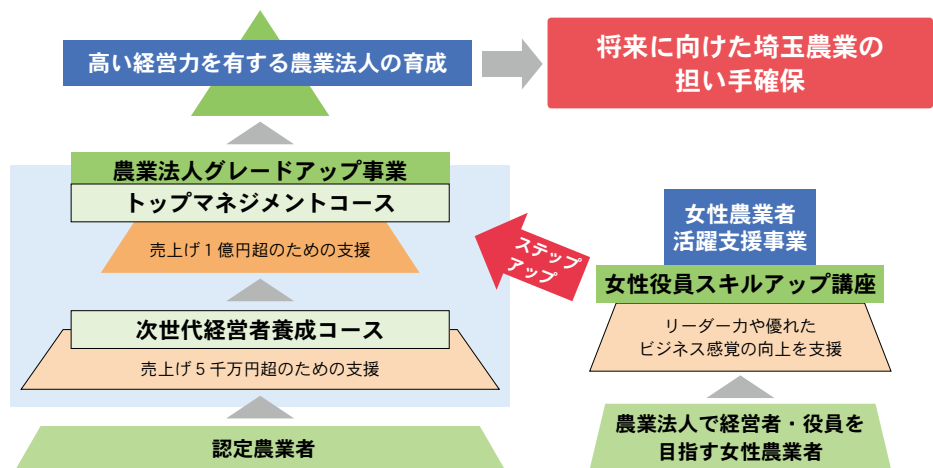 高い経営力を有する農業法人の育成
将来に向けた埼玉農業の
担い手確保
農業法人グレードアップ事業
トップマネジメントコース
売上げ1億円超のための支援
次世代経営者養成コース
売上げ5千万円超のための支援
認定農業者
ステップ
アップ
女性農業者
活躍支援事業
女性役員スキルアップ講座
リーダー力や優れた
ビジネス感覚の向上を支援
農業法人で経営者・役員を
目指す女性農業者